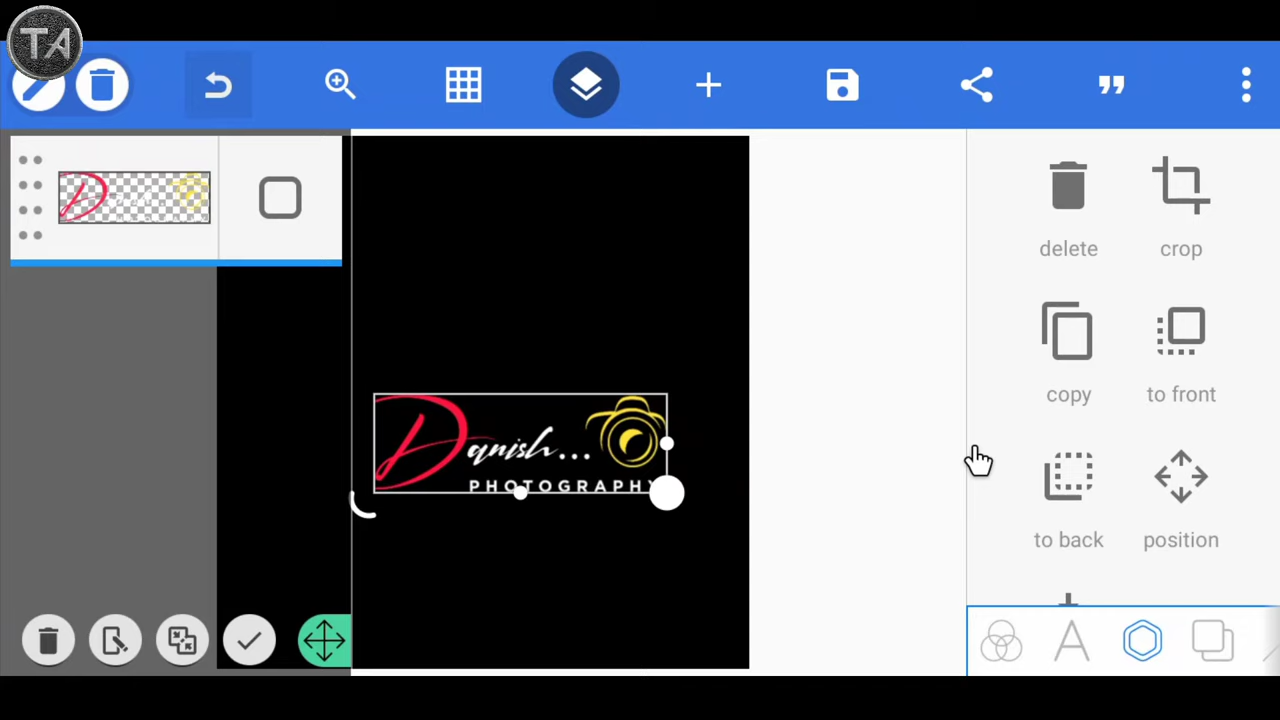 TA
delete
crop
copy
to front
Danish...
PHOTOGRAPHY
to back
position